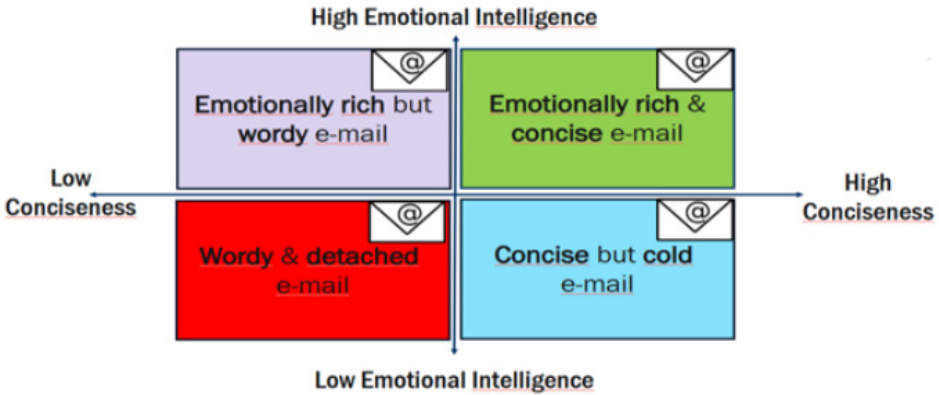 High Emotional Intelligence
@
@
Emotionally rich but
wordy e-mail
Emotionally rich &
concise e-mail
Low
Conciseness
High
Conciseness
@
@
Wordy & detached
e-mail
Concise but cold
e-mail
Low Emotional Intelligence